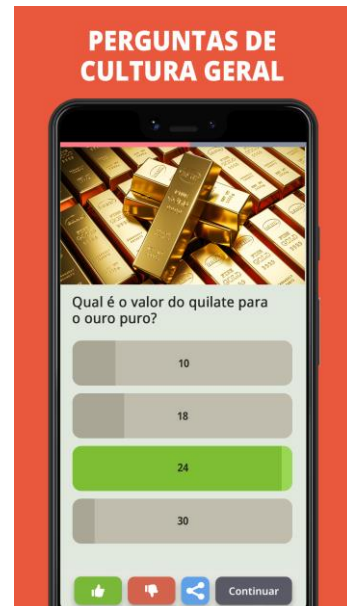 PERGUNTAS DE
CULTURA GERAL
Qual é o valor do quilate para
o ouro puro?
10
18
24
30
Continuar